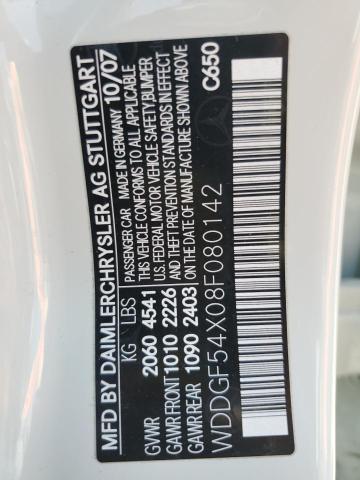 MFD BY DAIMLERCHRYSLER AG STUTTGART
PASSENGER CAR MADE IN GERMANY 10/07
KG LBS THIS VEHICLE CONFORMS TO ALL APPLICABLE
GVWR 2060 4541 U.S. FEDERAL MOTOR VEHICLE SAFETY,BUMPER
GAWR FRONT 1010 2226 AND THEFT PREVENTION STANDARDS IN EFFECT
GAWR REAR 1090 2403 ON THE DATE OF MANUFACTURE SHOWN ABOVE
C650
WDDGF54X08F080142